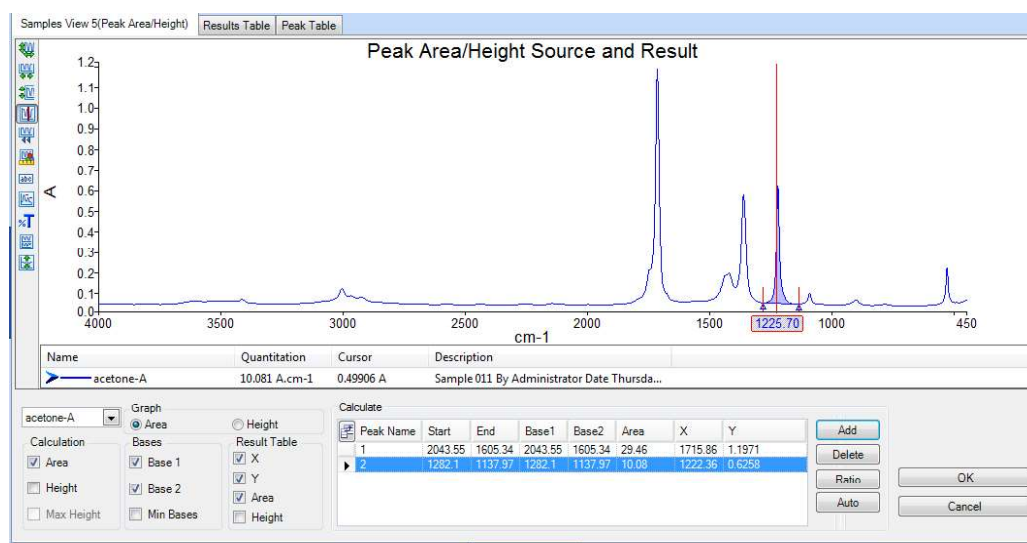 Samples View 5(Peak Area/Height) Results Table Peak Table
Peak Area/Height Source and Result
1.2
1.1
1.0
0.9
0.8
0.7
0.6
0.5
0.4
0.3
0.2
0.1
0.0
A
abc
%T
4000 3500 3000 2500 2000 1500 1225.70 1000 450
cm-1
Name Quantitation Cursor Description
acetone-A 10.081 A.cm-1 0.49906 A Sample 011 By Administrator Date Thursda...
acetone-A
Graph
Area Height
Calculation
Area
Height
Max Height
Bases
Base 1
Base 2
Min Bases
Result Table
X
Y
Area
Height
Calculate
Peak Name Start End Base1 Base2 Area X Y
1 2043.55 1605.34 2043.55 1605.34 29.46 1715.86 1.1971
2 1282.1 1137.97 1282.1 1137.97 10.08 1222.36 0.6258
Add
Delete
Ratio
Auto
OK
Cancel